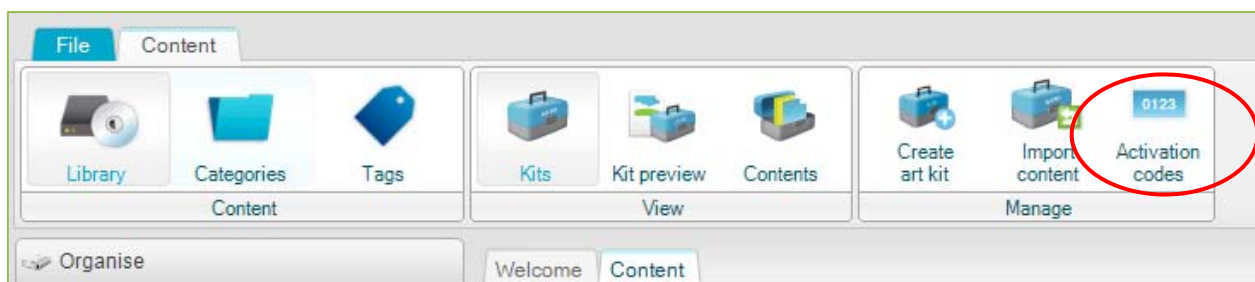 File Content
Library Categories Tags
Content
Kits Kit preview Contents
View
Create art kit
Import content
0123
Activation codes
Manage
Organise
Welcome Content